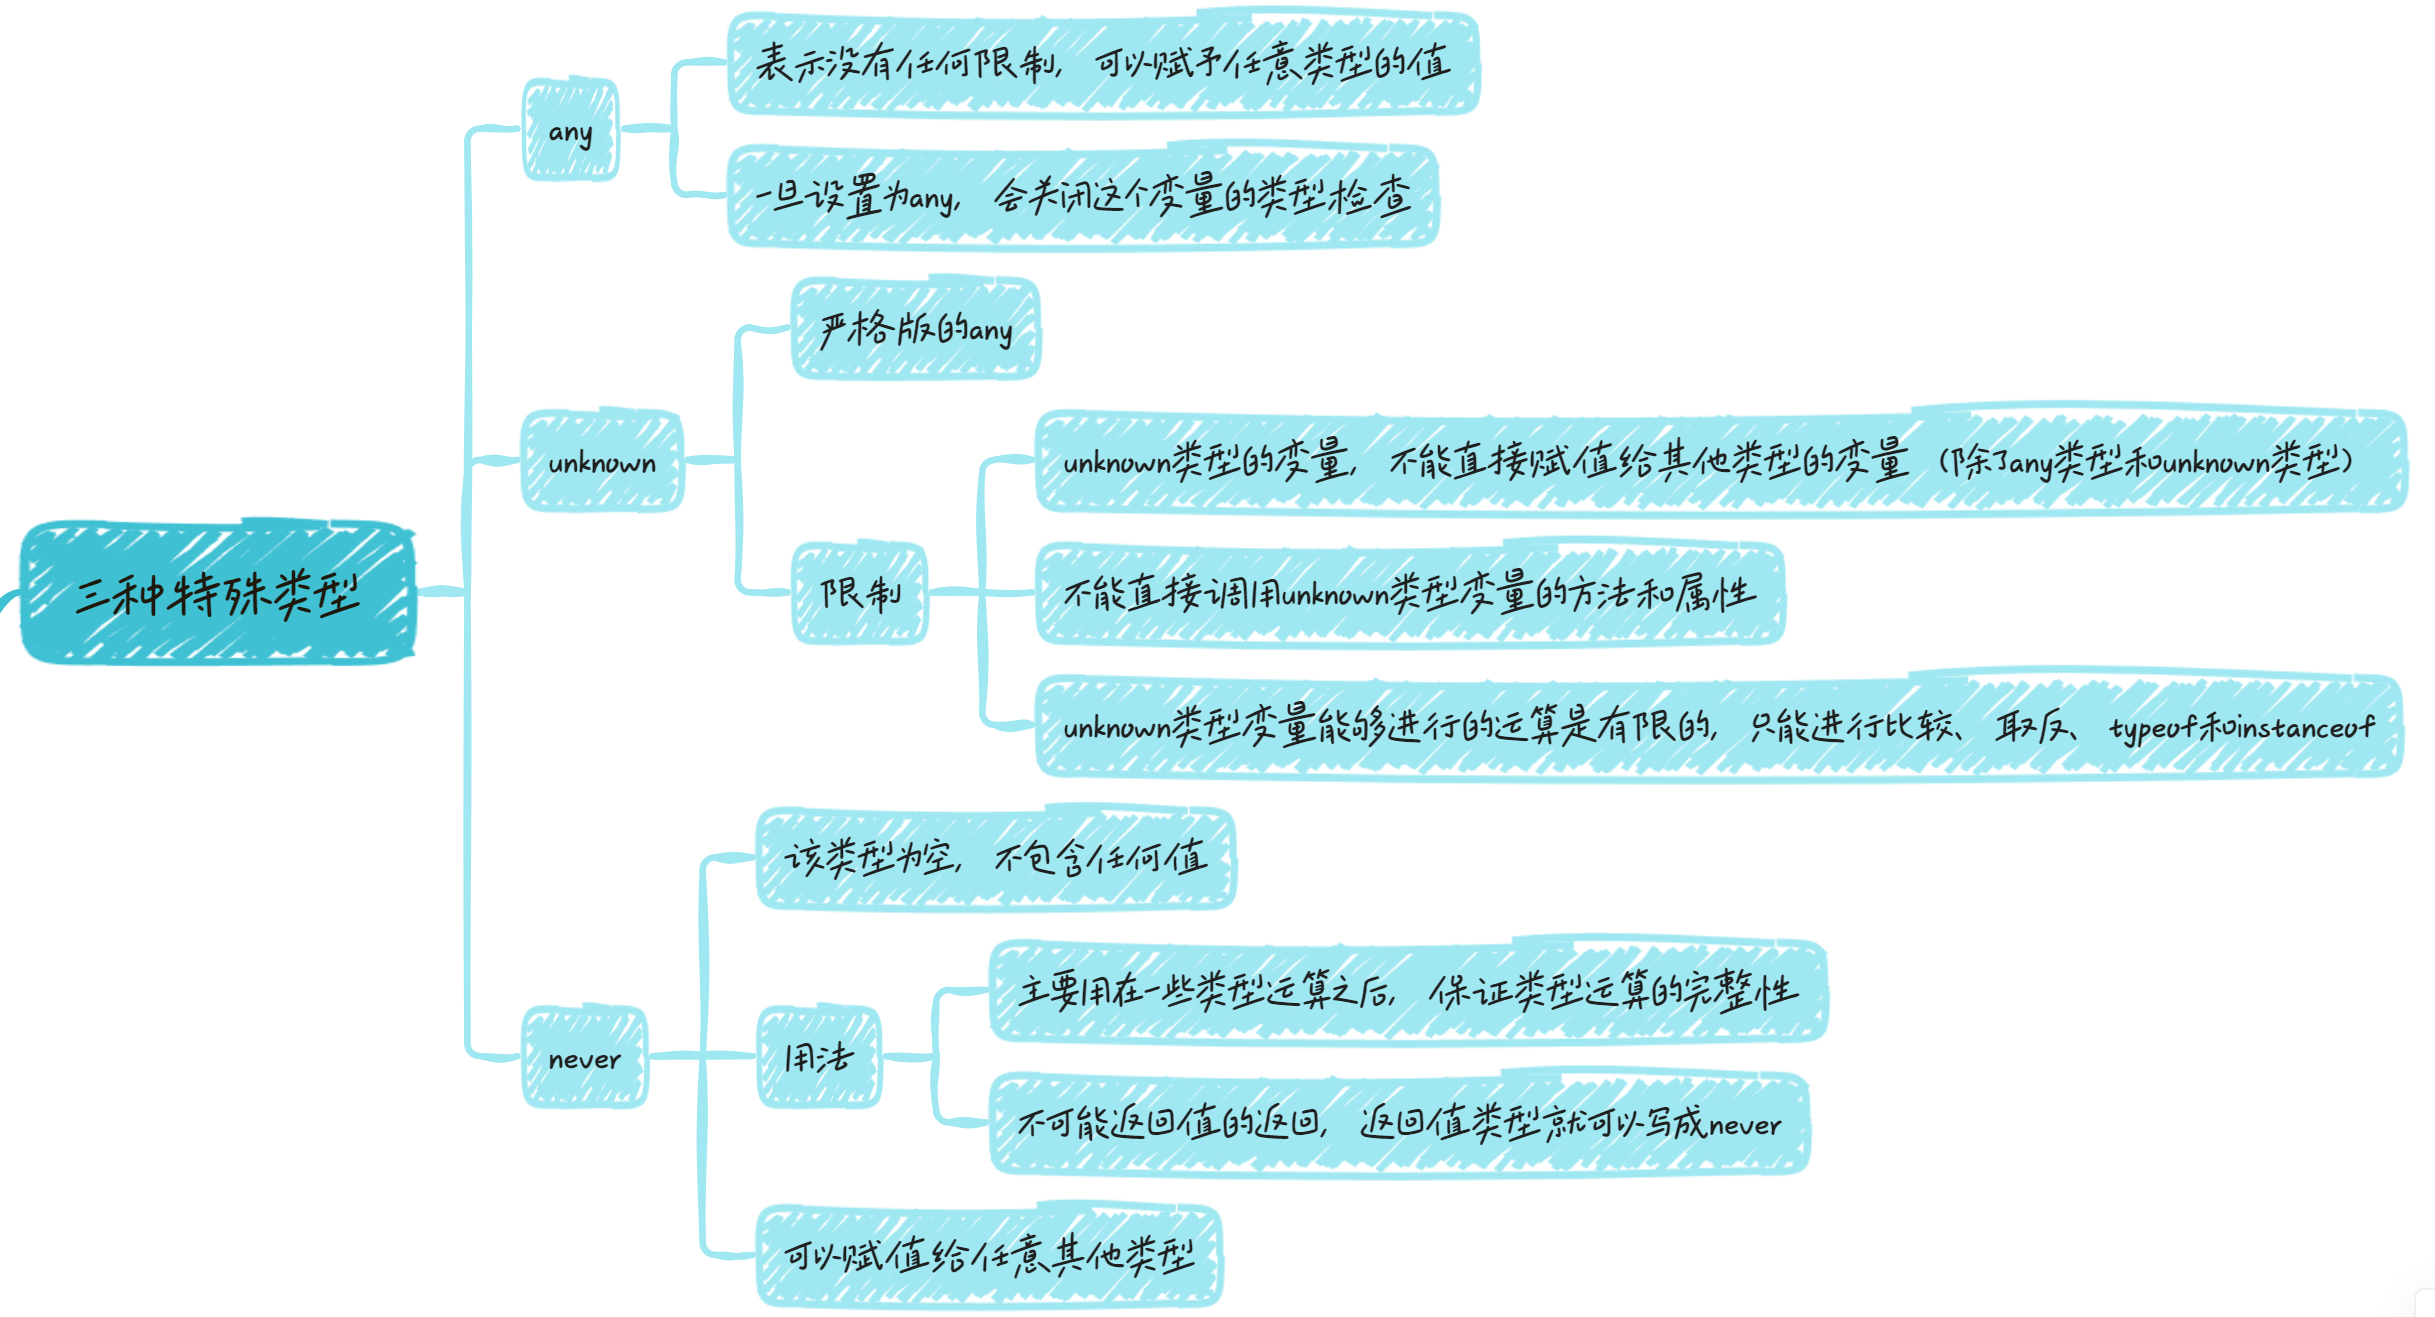 表示没有任何限制, 可以赋予任意类型的值
any
一旦设置为any, 会关闭这个变量的类型检查
严格版的any
unknown类型的变量, 不能直接赋值给其他类型的变量 (除了any类型和unknown类型)
unknown
三种特殊类型
限制
不能直接调用unknown类型变量的方法和属性
unknown类型变量能够进行的运算是有限的, 只能进行比较、 取反、 typeof和instanceof
该类型为空, 不包含任何值
主要用在一些类型运算之后, 保证类型运算的完整性
never
用法
不可能返回值的返回, 返回值类型就可以写成never
可以赋值给任意其他类型